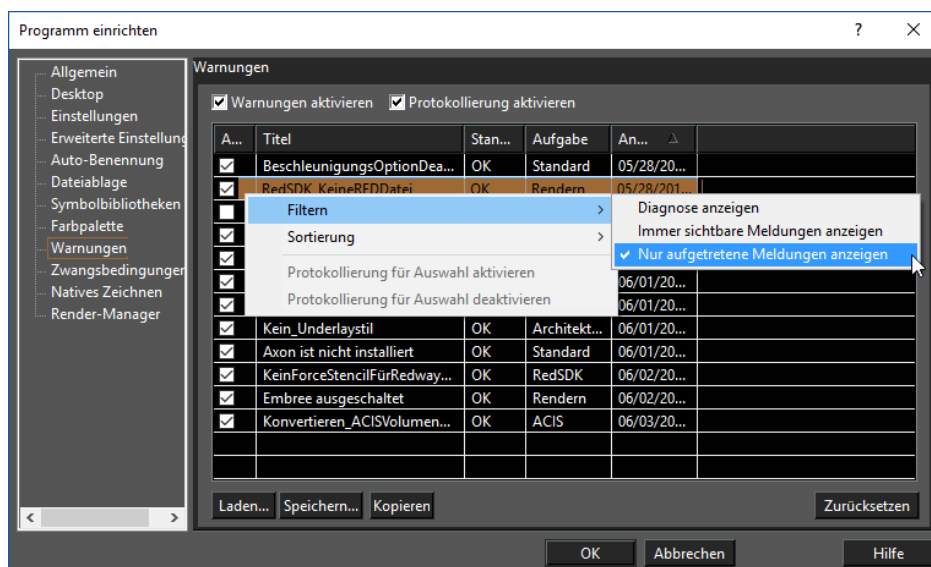 Programm einrichten
?
Allgemein
Desktop
Einstellungen
Erweiterte Einstellung
Auto-Benennung
Dateiablage
Symbolbibliotheken
Farbpalette
Warnungen
Zwangsbedingunger
Natives Zeichnen
Render-Manager
Warnungen
Warnungen aktivieren Protokollierung aktivieren
A... Titel Stan... Aufgabe An...
BeschleunigungsOptionDea... OK Standard 05/28/20...
RedSDK_KeineREDDatei OK Rendern 05/28/201...
Filtern
Sortierung
Protokollierung für Auswahl aktivieren
Protokollierung für Auswahl deaktivieren
Diagnose anzeigen
Immer sichtbare Meldungen anzeigen
Nur aufgetretene Meldungen anzeigen
06/01/20...
06/01/20...
Kein_Underlaystil OK Architekt... 06/01/20...
Axon ist nicht installiert OK Standard 06/01/20...
KeinForceStencilFürRedway... OK RedSDK 06/02/20...
Embree ausgeschaltet OK Rendern 06/02/20...
Konvertieren_ACISVolumen... OK ACIS 06/03/20...
Laden... Speichern... Kopieren Zurücksetzen
OK Abbrechen Hilfe